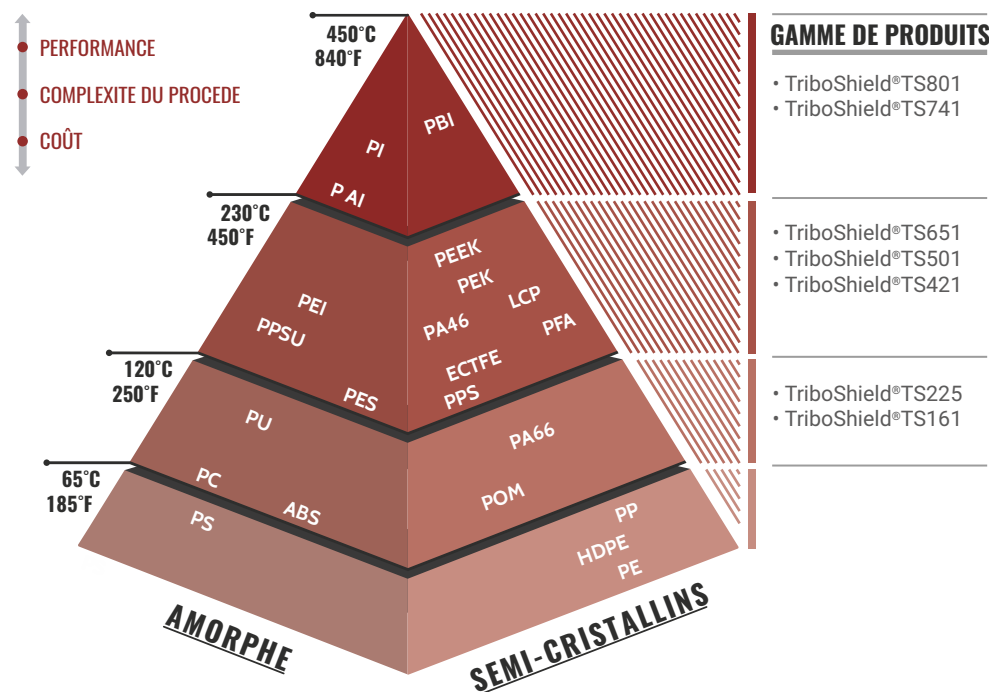 PERFORMANCE
COMPLEXITE DU PROCEDE
COÛT
450°C
840°F
GAMME DE PRODUITS
• TriboShield®TS801
• TriboShield®TS741
PBI
PI
P AI
230°C
450°F
• TriboShield®TS651
• TriboShield®TS501
• TriboShield®TS421
PEEK
PEK
LCP
PEI
PA46
PFA
PPSU
ECTFE
PES
PPS
120°C
250°F
• TriboShield®TS225
• TriboShield®TS161
PU
PA66
PC
POM
ABS
65°C
185°F
PS
PP
HDPE
PE
AMORPHE
SEMI-CRISTALLINS